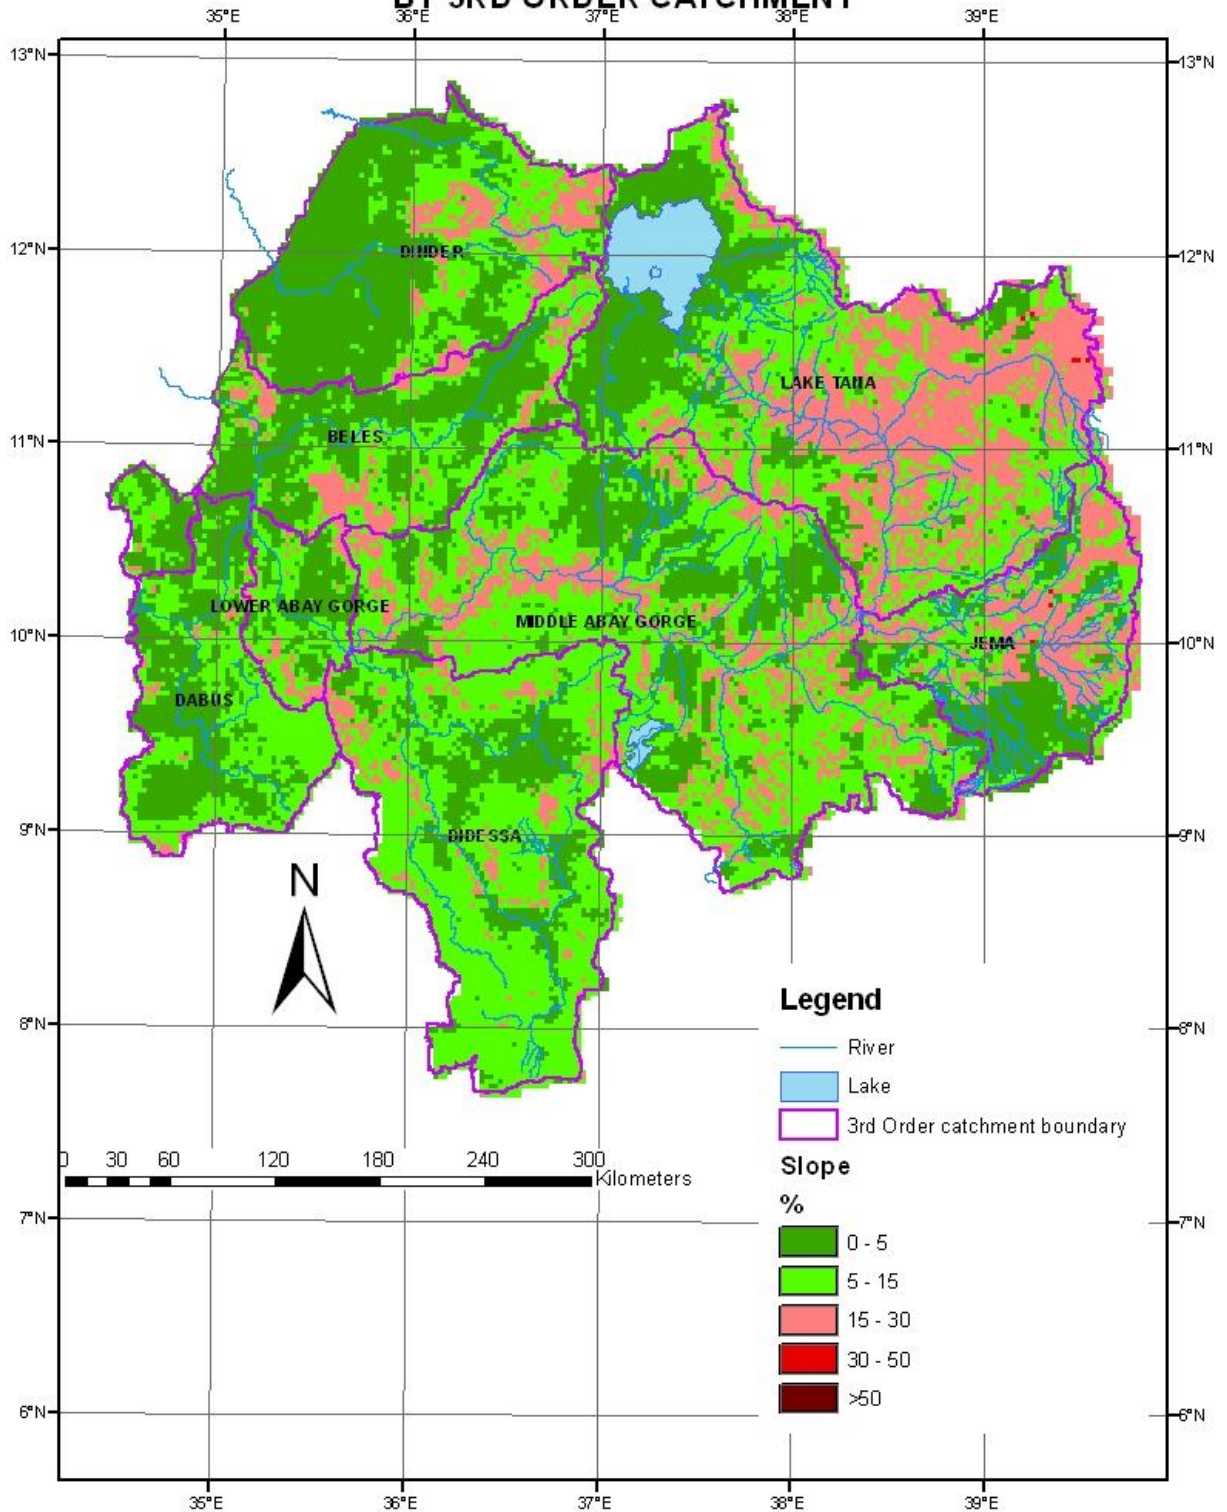 BY 3RD ORDER CATCHMENT
35°E 36°E 37°E 38°E 39°E
13°N 13°N
12°N 12°N
DINDER
LAKE TANA
BELES
11°N 11°N
LOWER ABAY GORGE
MIDDLE ABAY GORGE
10°N 10°N
JEMA
DABUS
DIDESSA
9°N 9°N
N
Legend
8°N 8°N
River
Lake
3rd Order catchment boundary
0 30 60 120 180 240 300
Kilometers
Slope
%
7°N 7°N
0 - 5
5 - 15
15 - 30
30 - 50
>50
6°N 6°N
35°E 36°E 37°E 38°E 39°E